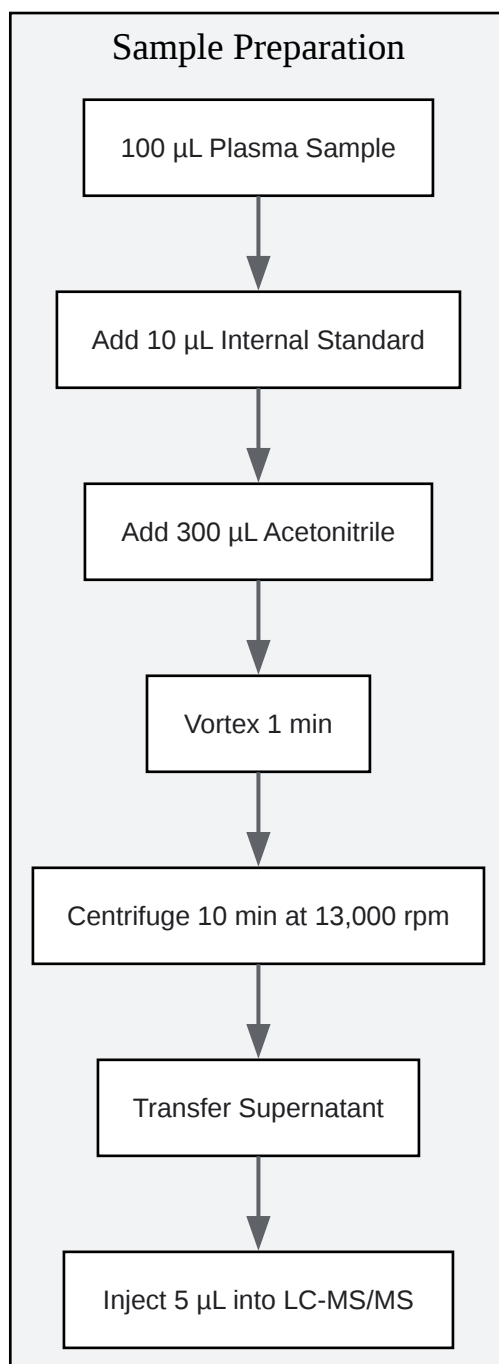 Sample Preparation
100 µL Plasma Sample
Add 10 µL Internal Standard
Add 300 µL Acetonitrile
Vortex 1 min
Centrifuge 10 min at 13,000 rpm
Transfer Supernatant
Inject 5 µL into LC-MS/MS